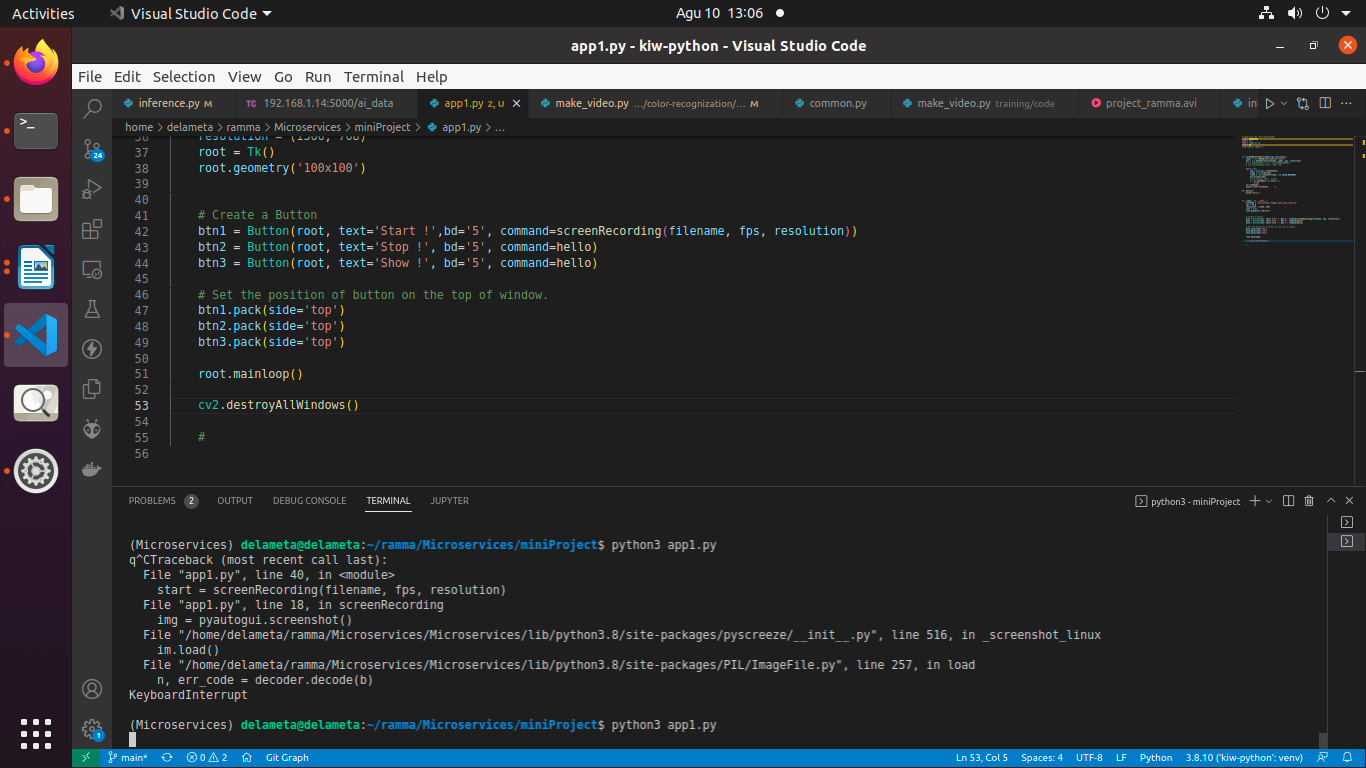 Activities Visual Studio Code Agu 10 13:06
app1.py - kiw-python - Visual Studio Code
File Edit Selection View Go Run Terminal Help
inference.py M TC 192.168.1.14:5000/ai_data app1.py 2, U make_video.py .../color-recognization/... M common.py make_video.py training/code project_ramma.avi
home > delameta > ramma > Microservices > miniProject > app1.py > ...
36 resolution = (1366, 768)
37 root = Tk()
38 root.geometry('100x100')
39
40
41 # Create a Button
42 btn1 = Button(root, text='Start !',bd='5', command=screenRecording(filename, fps, resolution))
43 btn2 = Button(root, text='Stop !', bd='5', command=hello)
44 btn3 = Button(root, text='Show !', bd='5', command=hello)
45
46 # Set the position of button on the top of window.
47 btn1.pack(side='top')
48 btn2.pack(side='top')
49 btn3.pack(side='top')
50
51 root.mainloop()
52
53 cv2.destroyAllWindows()
54
55 #
56
24
PROBLEMS 2 OUTPUT DEBUG CONSOLE TERMINAL JUPYTER python3 - miniProject
(Microservices) delameta@delameta:~/ramma/Microservices/miniProject$ python3 app1.py
q^CTraceback (most recent call last):
File "app1.py", line 40, in <module>
start = screenRecording(filename, fps, resolution)
File "app1.py", line 18, in screenRecording
img = pyautogui.screenshot()
File "/home/delameta/ramma/Microservices/Microservices/lib/python3.8/site-packages/pyscreeze/__init__.py", line 516, in _screenshot_linux
im.load()
File "/home/delameta/ramma/Microservices/Microservices/lib/python3.8/site-packages/PIL/ImageFile.py", line 257, in load
n, err_code = decoder.decode(b)
KeyboardInterrupt
(Microservices) delameta@delameta:~/ramma/Microservices/miniProject$ python3 app1.py
1
main* 0 2 Git Graph Ln 53, Col 5 Spaces: 4 UTF-8 LF Python 3.8.10 ('kiw-python': venv)